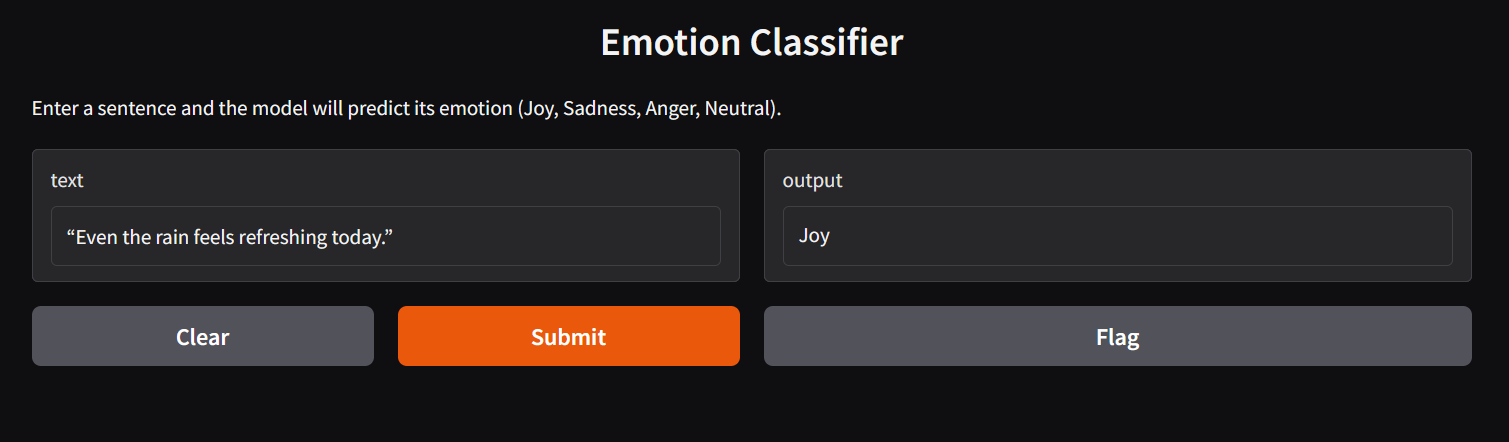 Emotion Classifier
Enter a sentence and the model will predict its emotion (Joy, Sadness, Anger, Neutral).
text
“Even the rain feels refreshing today.”
output
Joy
Clear
Submit
Flag